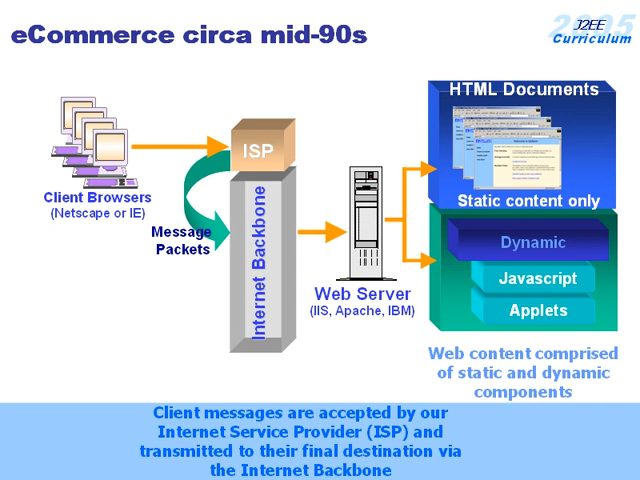 eCommerce circa mid-90s
2005
J2EE
Curriculum
HTML Documents
Static content only
ISP
Client Browsers
(Netscape or IE)
Message
Packets
Internet Backbone
Web Server
(IIS, Apache, IBM)
Dynamic
Javascript
Applets
Web content comprised
of static and dynamic
components
Client messages are accepted by our
Internet Service Provider (ISP) and
transmitted to their final destination via
the Internet Backbone